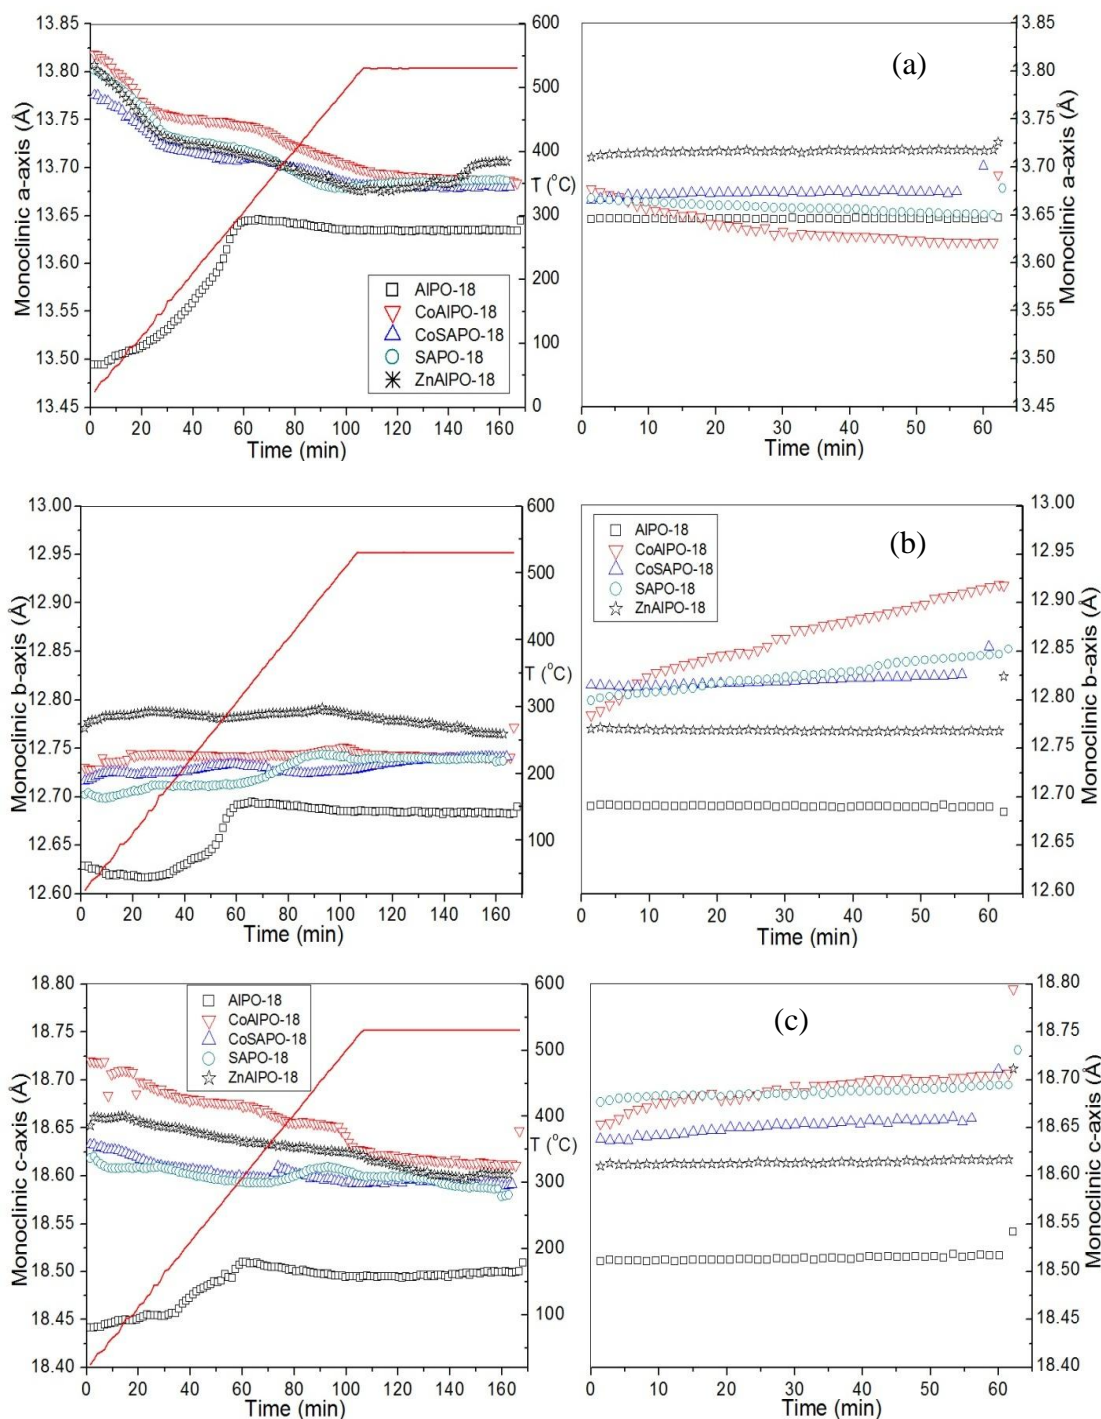 13.85
13.80
13.75
13.70
13.65
13.60
13.55
13.50
13.45
Monoclinic a-axis (Å)
0 20 40 60 80 100 120 140 160
Time (min)
600
500
400
300
200
100
0
T (°C)
AlPO-18
CoAlPO-18
CoSAPO-18
SAPO-18
ZnAlPO-18
(a)
0 10 20 30 40 50 60
Time (min)
13.85
13.80
13.75
13.70
13.65
13.60
13.55
13.50
13.45
Monoclinic a-axis (Å)
13.00
12.95
12.90
12.85
12.80
12.75
12.70
12.65
12.60
Monoclinic b-axis (Å)
0 20 40 60 80 100 120 140 160
Time (min)
600
500
400
300
200
100
T (°C)
AlPO-18
CoAlPO-18
CoSAPO-18
SAPO-18
ZnAlPO-18
(b)
0 10 20 30 40 50 60
Time (min)
13.00
12.95
12.90
12.85
12.80
12.75
12.70
12.65
12.60
Monoclinic b-axis (Å)
18.80
18.75
18.70
18.65
18.60
18.55
18.50
18.45
18.40
Monoclinic c-axis (Å)
AlPO-18
CoAlPO-18
CoSAPO-18
SAPO-18
ZnAlPO-18
0 20 40 60 80 100 120 140 160
Time (min)
600
500
400
300
200
100
T (°C)
(c)
0 10 20 30 40 50 60
Time (min)
18.80
18.75
18.70
18.65
18.60
18.55
18.50
18.45
18.40
Monoclinic c-axis (Å)